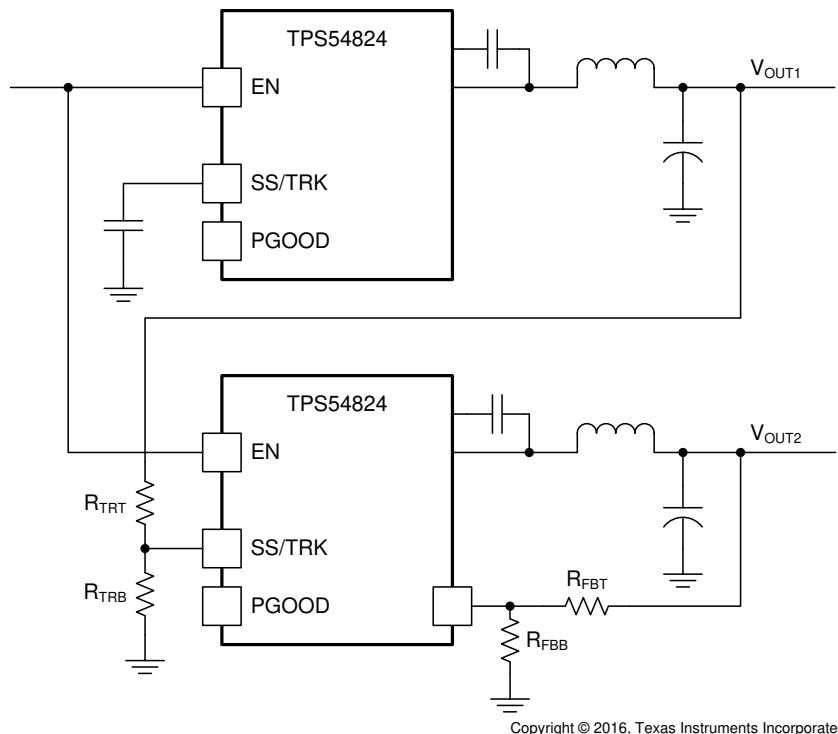 TPS54824
EN
SS/TRK
PGOOD
VOUT1
TPS54824
EN
SS/TRK
PGOOD
VOUT2
RTRT
RTRB
RFBT
RFBB
Copyright © 2016, Texas Instruments Incorporate